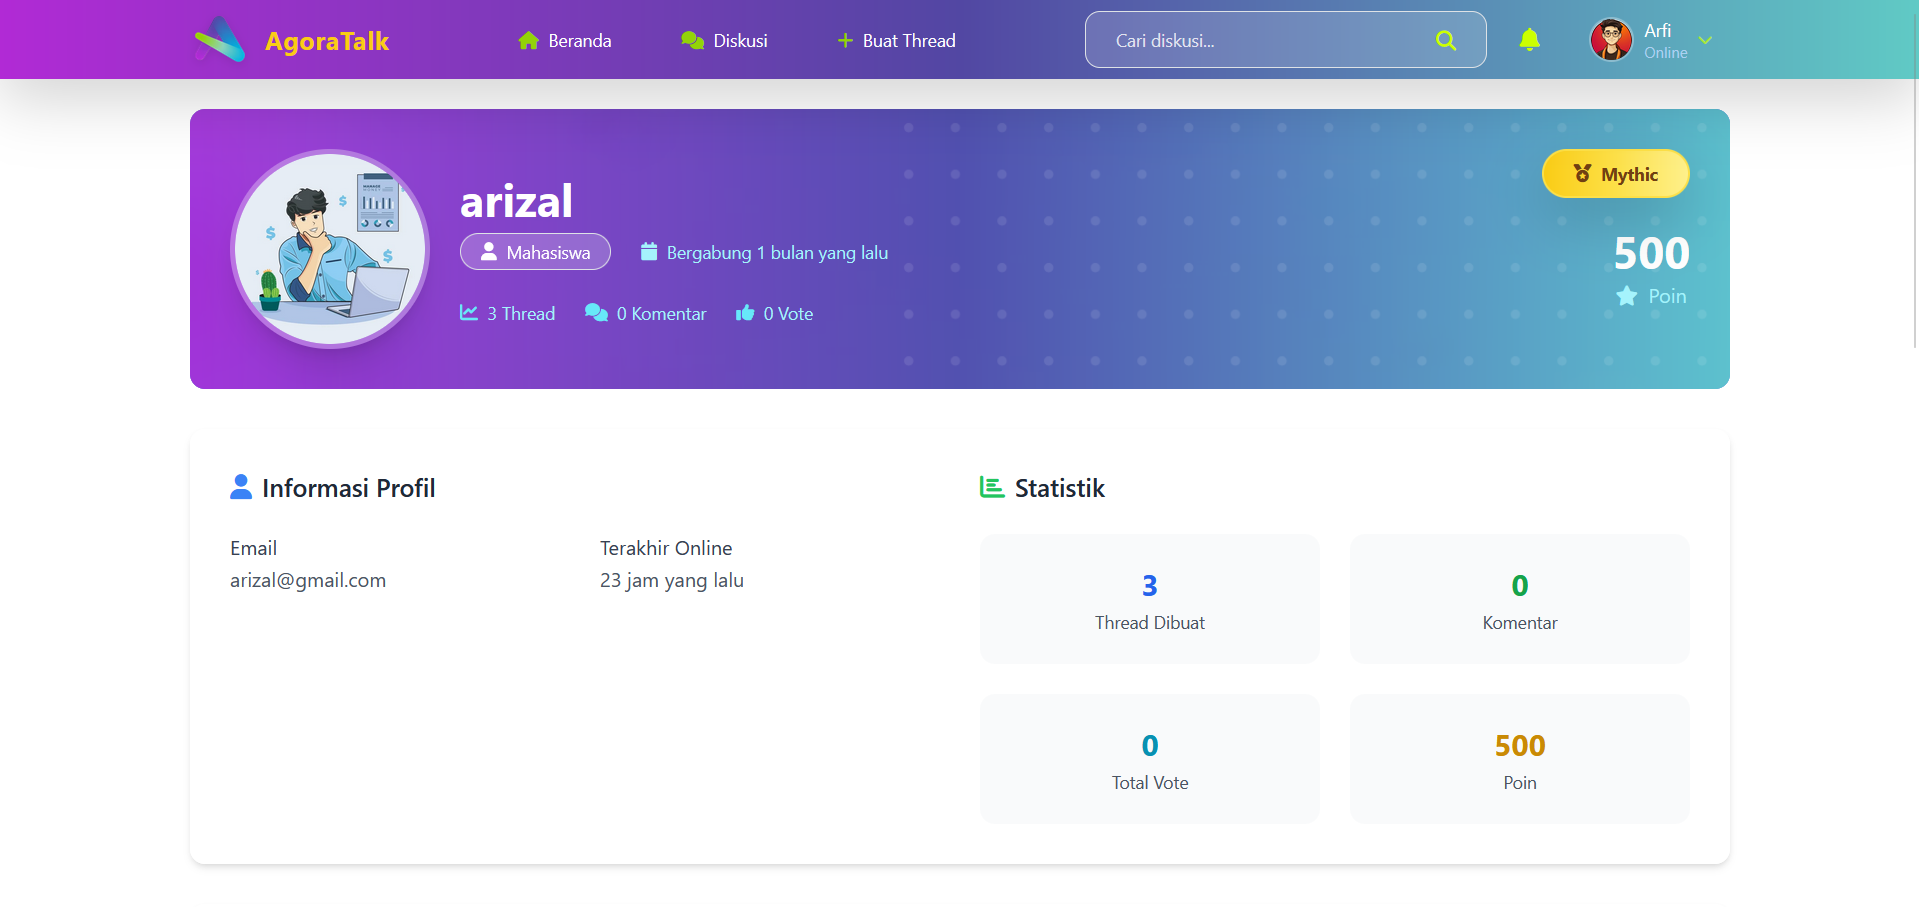 AgoraTalk
Beranda
Diskusi
Buat Thread
Cari diskusi...
Arfi
Online
arizal
Mahasiswa
Bergabung 1 bulan yang lalu
3 Thread
0 Komentar
0 Vote
Mythic
500
Poin
Informasi Profil
Email
arizal@gmail.com
Terakhir Online
23 jam yang lalu
Statistik
3
Thread Dibuat
0
Komentar
0
Total Vote
500
Poin